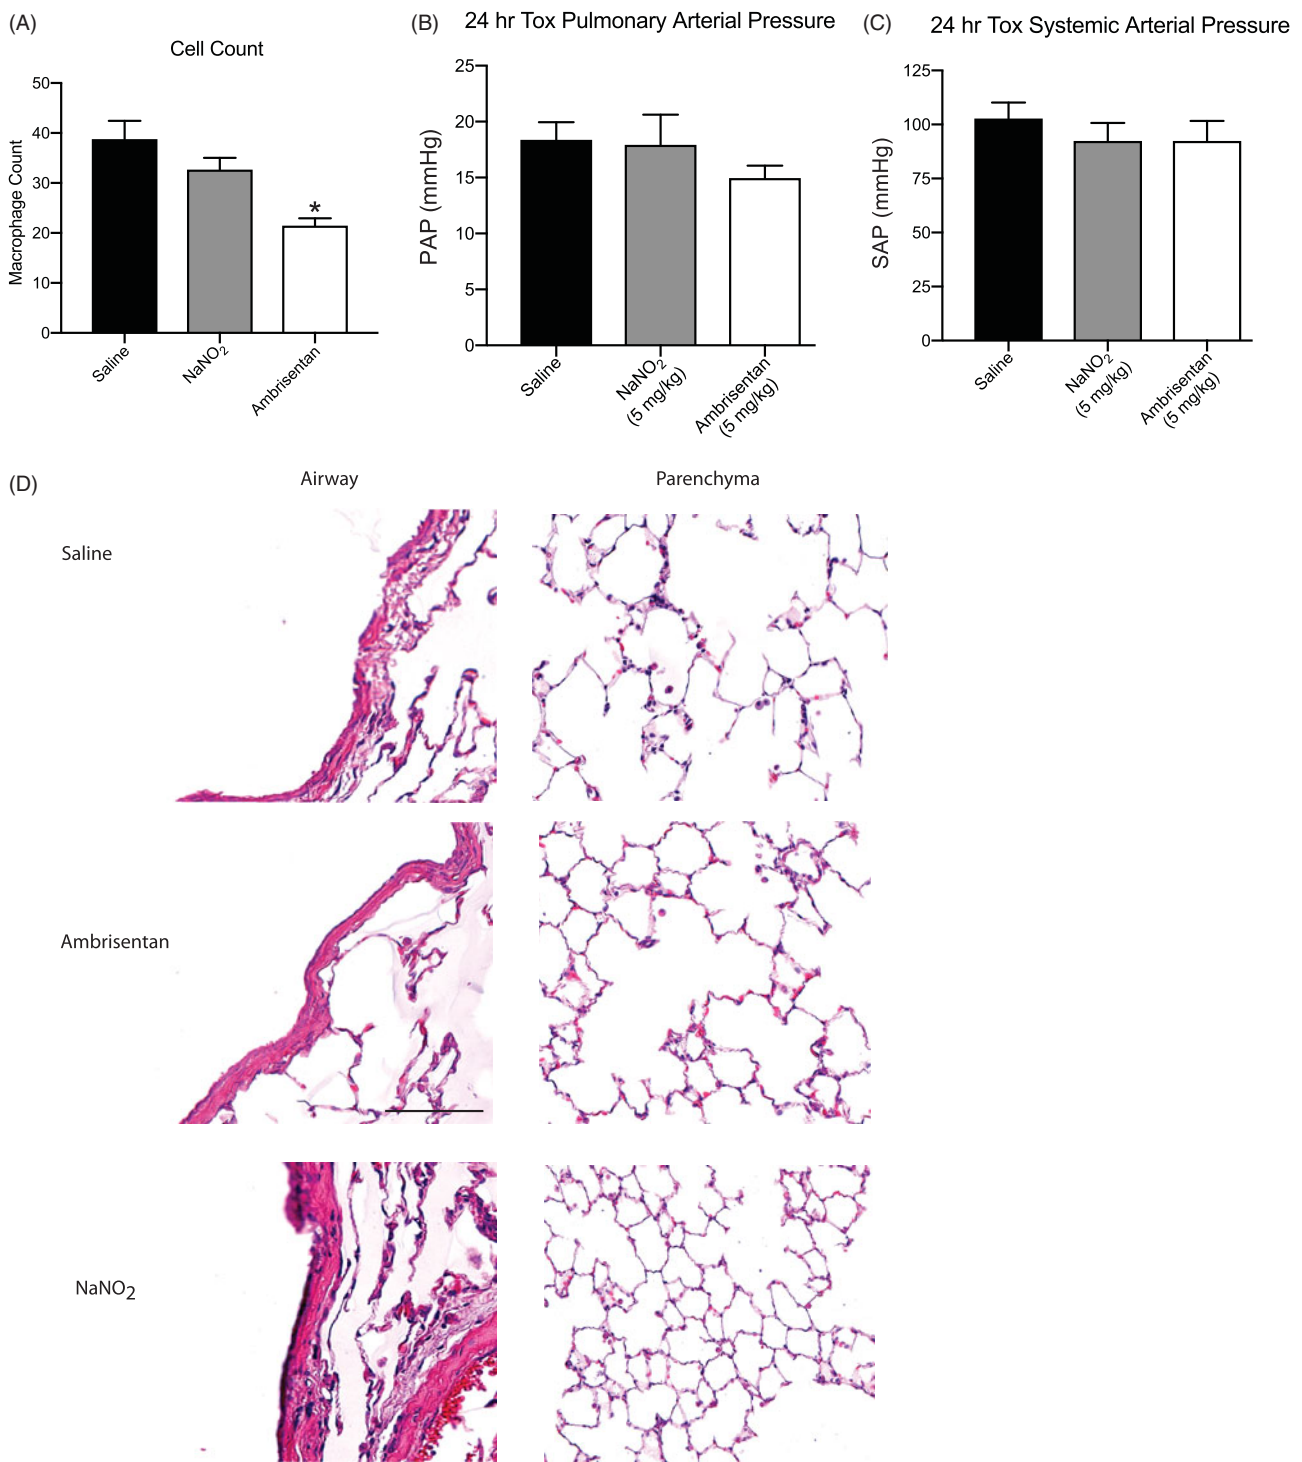 (A)
Cell Count
Macrophage Count
50
40
30
20
10
0
*
Saline
NaNO2
Ambrisentan
(B)
24 hr Tox Pulmonary Arterial Pressure
PAP (mmHg)
25
20
15
10
5
0
Saline
NaNO2
(5 mg/kg)
Ambrisentan
(5 mg/kg)
(C)
24 hr Tox Systemic Arterial Pressure
SAP (mmHg)
125
100
75
50
25
0
Saline
NaNO2
(5 mg/kg)
Ambrisentan
(5 mg/kg)
(D)
Airway
Parenchyma
Saline
Ambrisentan
NaNO2